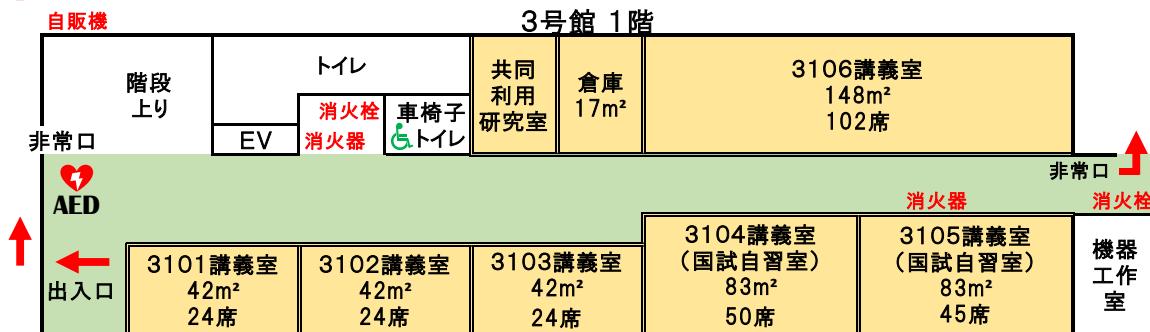 3号館 1階
自販機
階段
上り
トイレ
消火栓
消火器
EV
車椅子
トイレ
共同
利用
研究室
倉庫
17m²
3106講義室
148m²
102席
非常口
AED
非常口
消火器
消火栓
出入口
3101講義室
42m²
24席
3102講義室
42m²
24席
3103講義室
42m²
24席
3104講義室
(国試自習室)
83m²
50席
3105講義室
(国試自習室)
83m²
45席
機器
工作
室